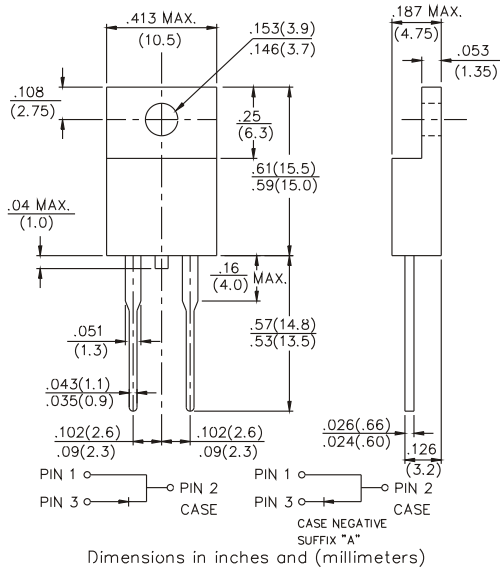 .413 MAX.
(10.5)
.153(3.9)
.146(3.7)
.187 MAX.
(4.75)
.053
(1.35)
.108
(2.75)
.25
(6.3)
.61(15.5)
.59(15.0)
.04 MAX.
(1.0)
.16
(4.0)
MAX.
.051
(1.3)
.57(14.8)
.53(13.5)
.043(1.1)
.035(0.9)
.102(2.6)
.09(2.3)
.102(2.6)
.09(2.3)
.026(.66)
.024(.60)
.126
(3.2)
PIN 1
PIN 3
PIN 2
CASE
PIN 1
PIN 3
PIN 2
CASE
CASE NEGATIVE
SUFFIX "A"
Dimensions in inches and (millimeters)